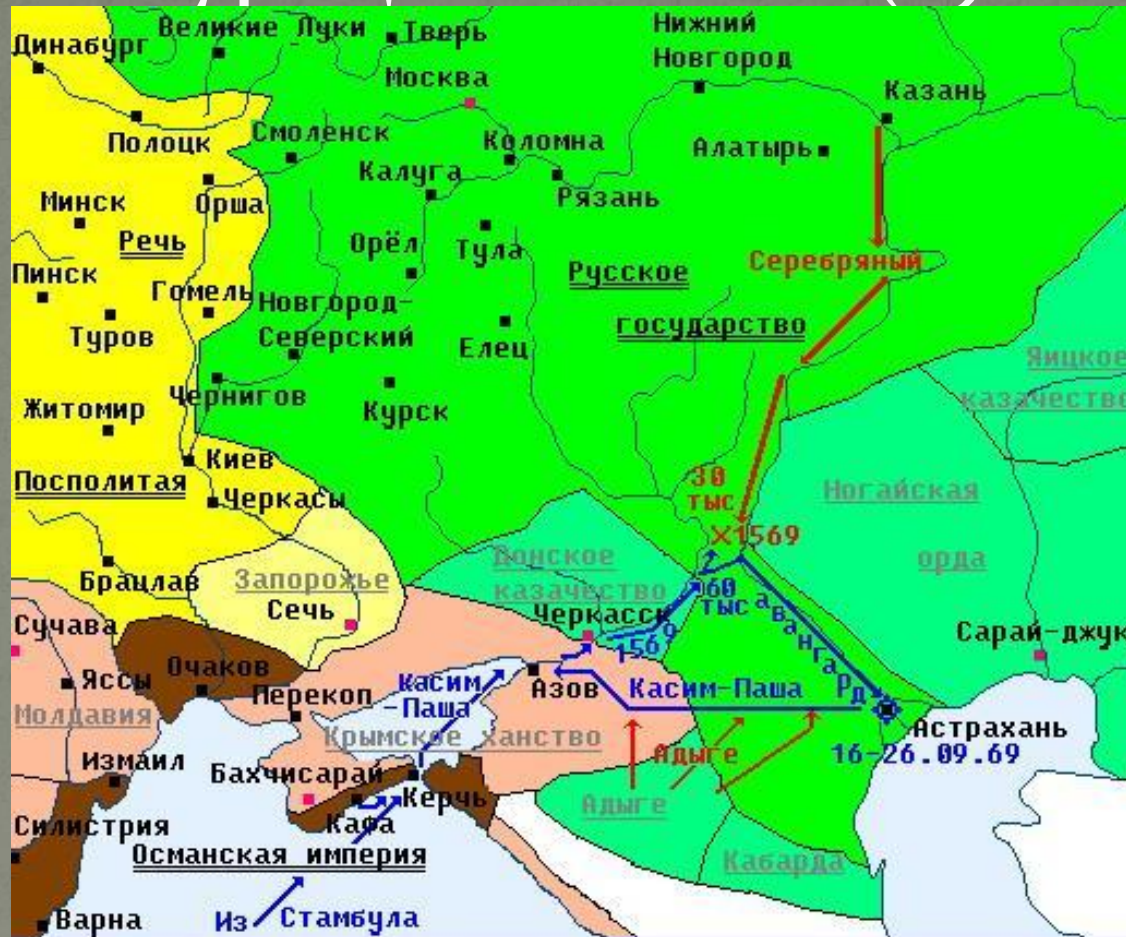 Великие Луки
Тверь
Нижний
Новгород
Динабург
Москва
Казань
Полоцк
Смоленск
Коломна
Алатырь
Калуга
Рязань
Минск
Орша
Речь
Орёл
Тула
Русское
Серебряный
Пинск
Гомель
Новгород-
Северский
государство
Туров
Елец
Яицкое
казачество
Житомир
Чернигов
Курск
Киев
Посполитая
Черкасы
30
тыс
Ногайская
орда
1569
Донское
казачество
Брацлав
Запорожье
Сечь
60
тыс
авангард
Черкасск
1569
Сучава
Очаков
Сарай-джук
Яссы
Перекоп
Касим
-Паша
Азов
Касим-Паша
Молдавия
Крымское ханство
Адыге
Астрахань
16-26.09.69
Измаил
Бахчисарай
Керчь
Адыге
Силистрия
Кафа
Османская империя
Кабарда
Варна
Из Стамбула